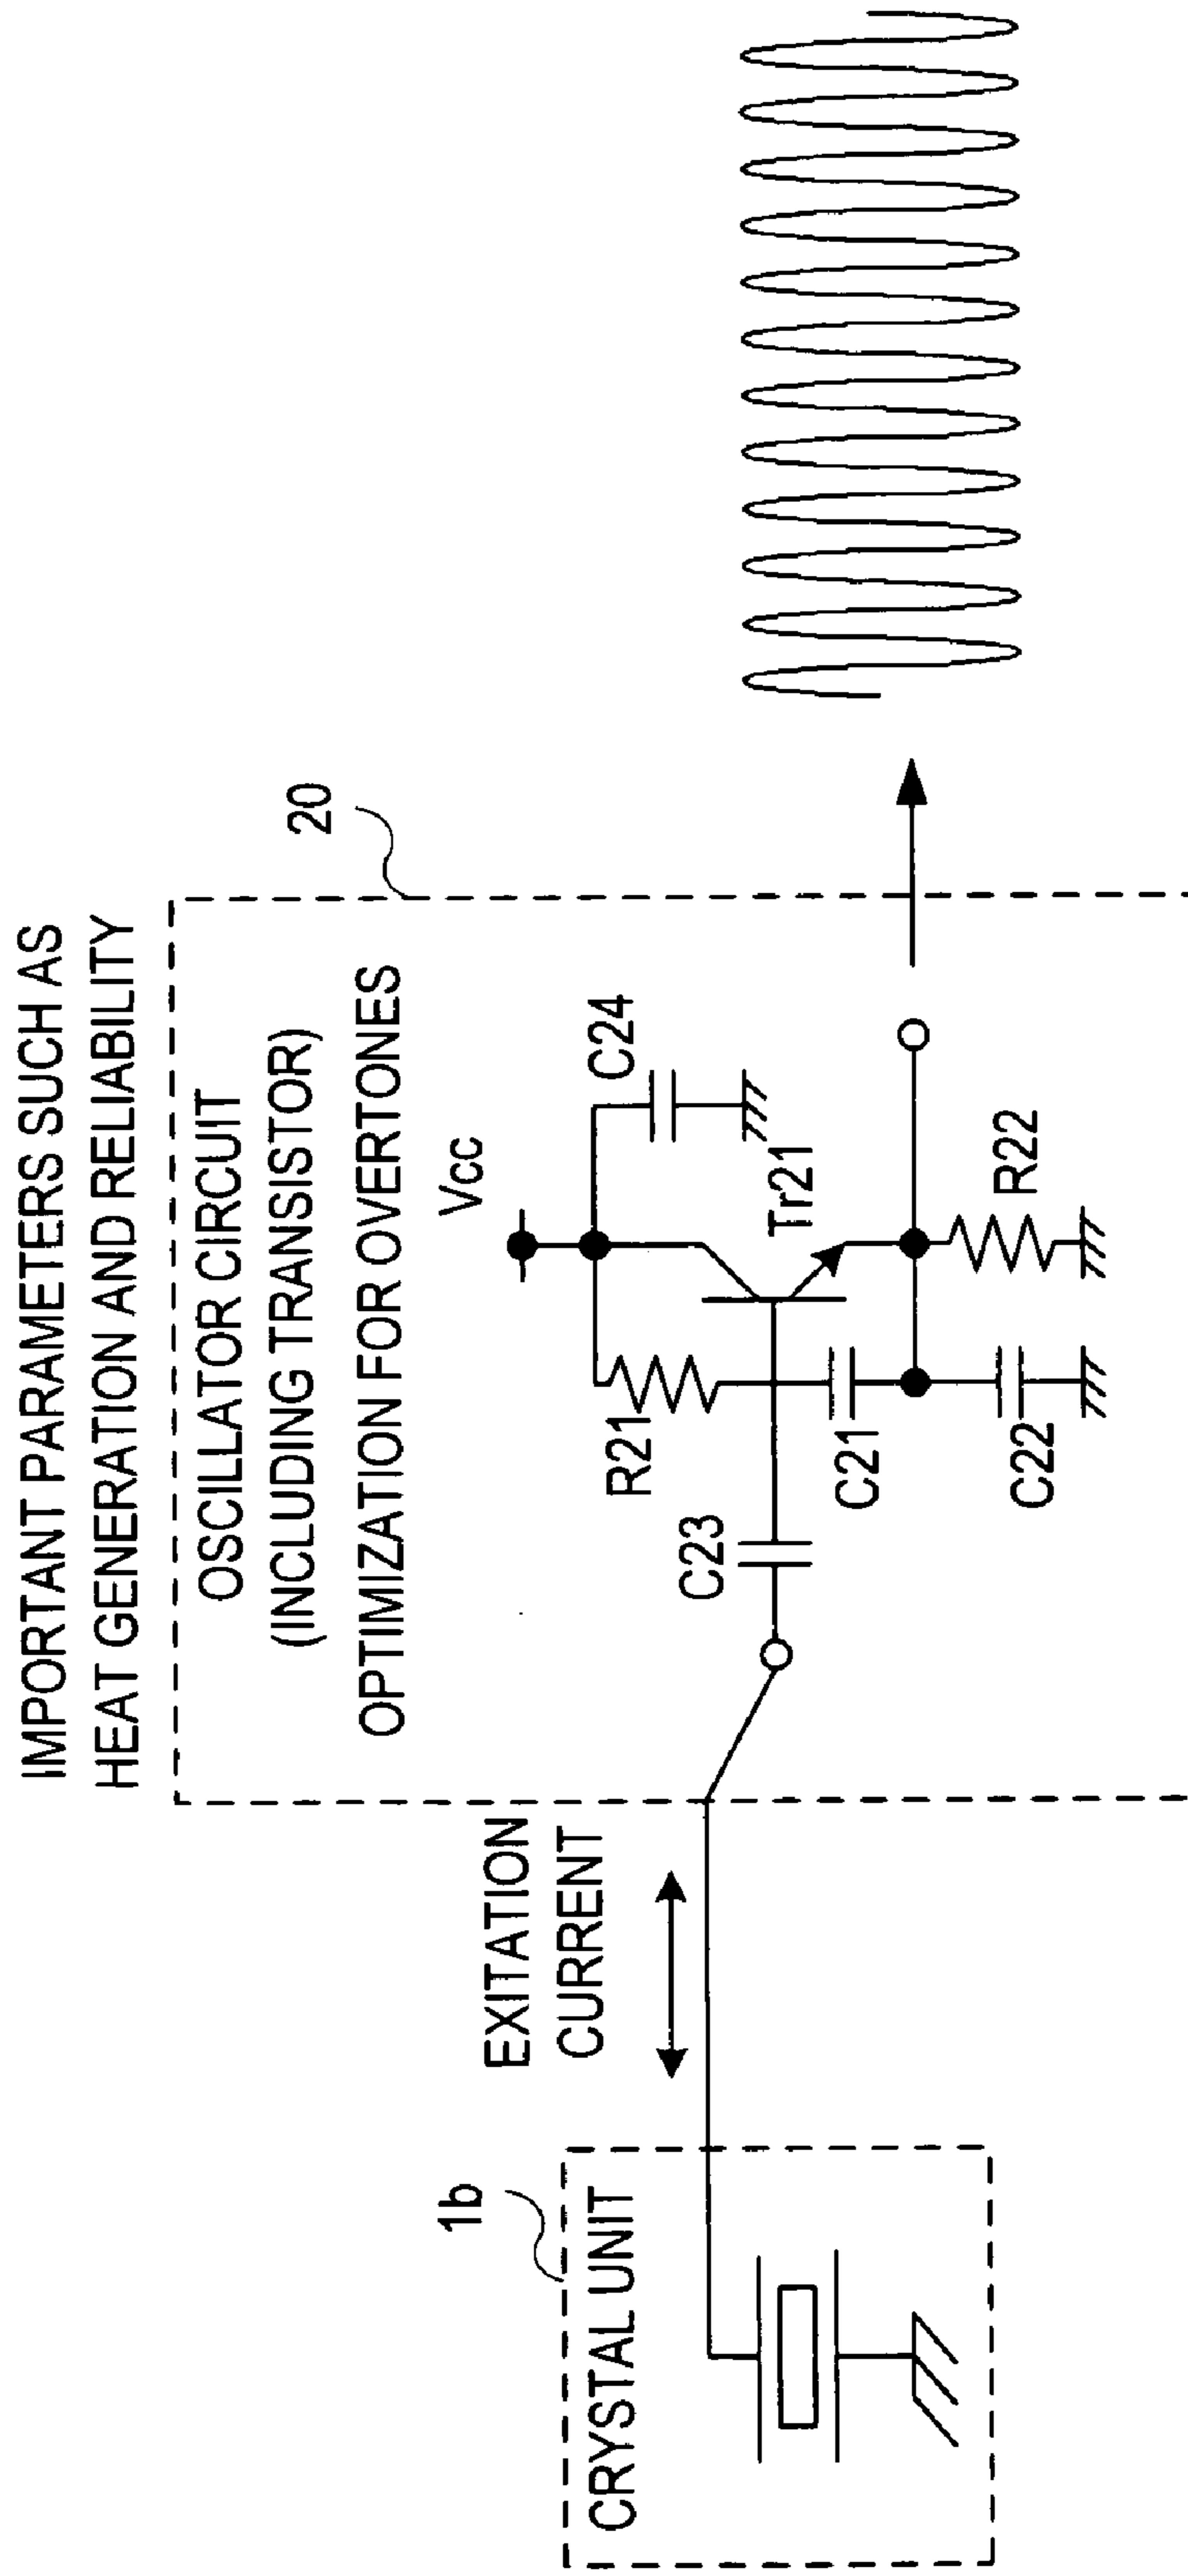 IMPORTANT PARAMETERS SUCH AS
HEAT GENERATION AND RELIABILITY
20
OSCILLATOR CIRCUIT
(INCLUDING TRANSISTOR)
OPTIMIZATION FOR OVERTONES
Vcc
C24
R21
Tr21
C23
C21
C22
R22
EXITATION
CURRENT
1b
CRYSTAL UNIT